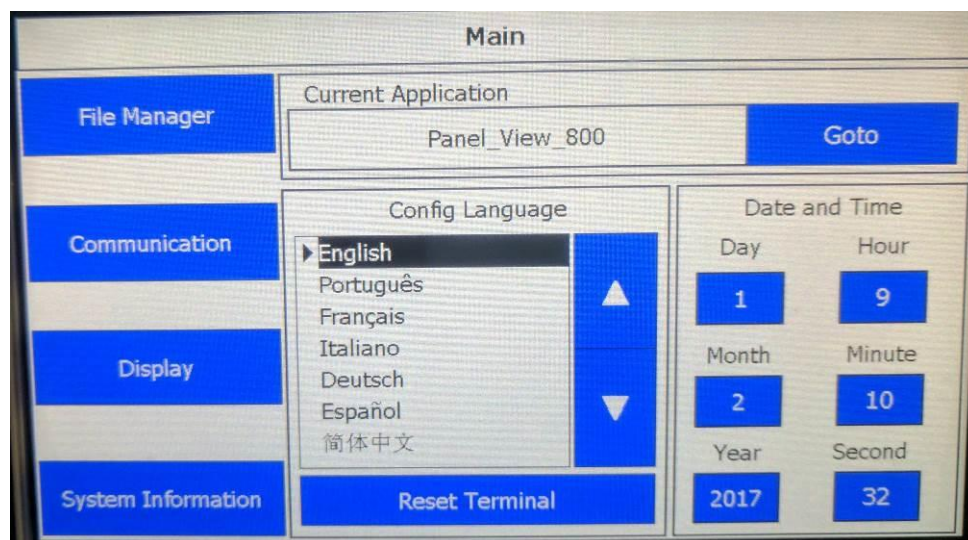 Main
File Manager
Communication
Display
System Information
Current Application
Panel_View_800
Goto
Config Language
English
Português
Français
Italiano
Deutsch
Español
简体中文
Reset Terminal
Date and Time
Day
Hour
1
9
Month
Minute
2
10
Year
Second
2017
32